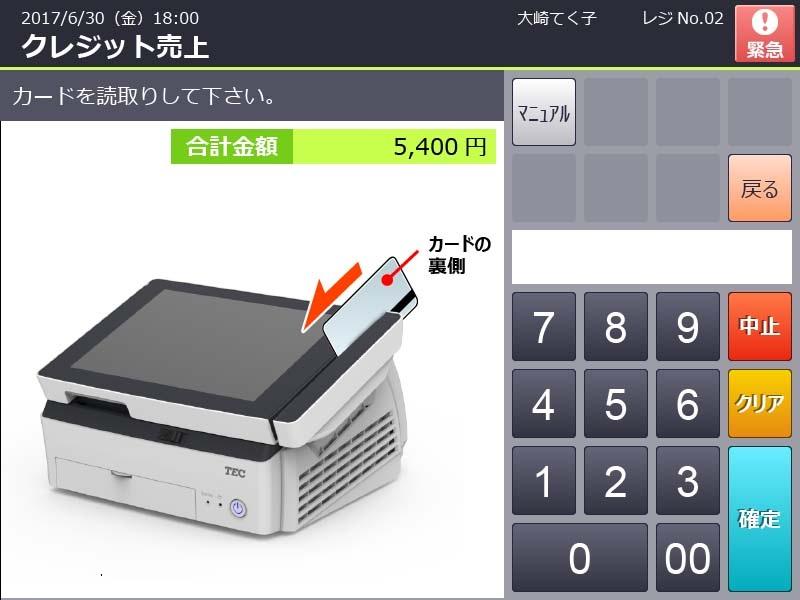 2017/6/30（金）18:00
大崎てく子
レジNo.02
クレジット売上
緊急
カードを読取りして下さい。
合計金額
5,400 円
カードの
裏側
TEC
ﾏﾆｭｱﾙ
戻る
7
8
9
中止
4
5
6
クリア
1
2
3
確定
0
00